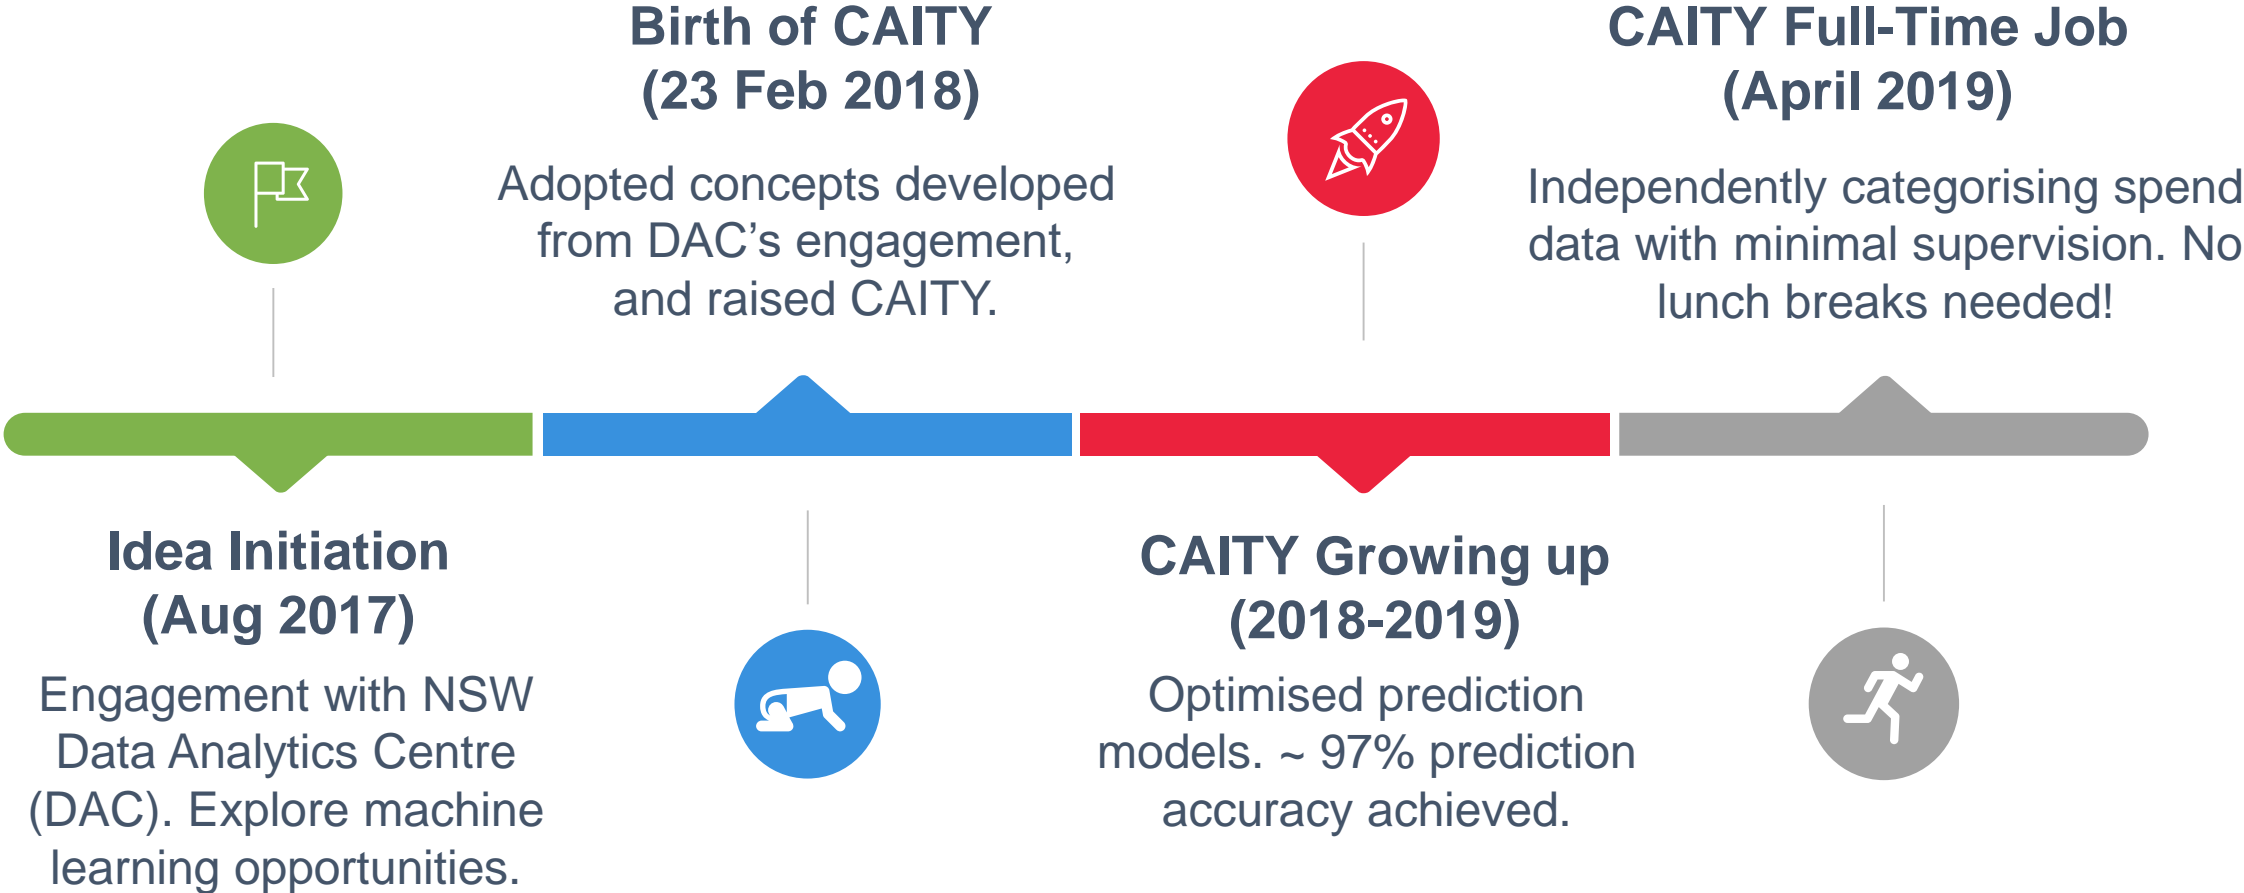 Idea Initiation
(Aug 2017)
Engagement with NSW
Data Analytics Centre
(DAC). Explore machine
learning opportunities.
Birth of CAITY
(23 Feb 2018)
Adopted concepts developed
from DAC’s engagement,
and raised CAITY.
CAITY Growing up
(2018-2019)
Optimised prediction
models. ~ 97% prediction
accuracy achieved.
CAITY Full-Time Job
(April 2019)
Independently categorising spend
data with minimal supervision. No
lunch breaks needed!